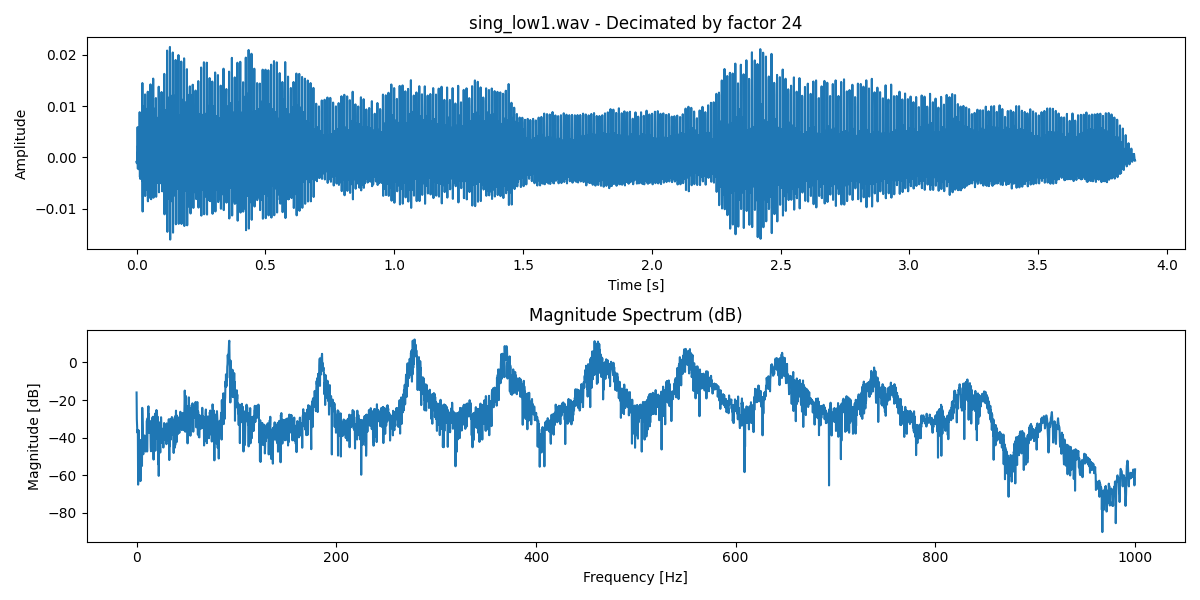 sing_low1.wav - Decimated by factor 24
0.02
0.01
0.00
−0.01
Amplitude
0.0 0.5 1.0 1.5 2.0 2.5 3.0 3.5 4.0
Time [s]
Magnitude Spectrum (dB)
0
−20
−40
−60
−80
Magnitude [dB]
0 200 400 600 800 1000
Frequency [Hz]